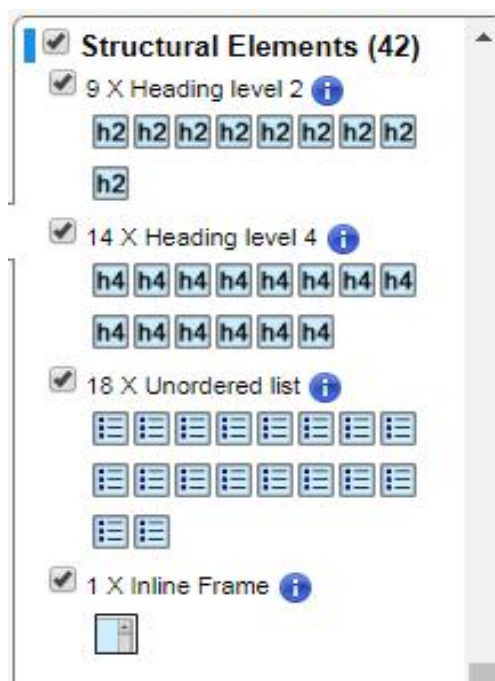 Structural Elements (42)
9 X Heading level 2 i
h2 h2 h2 h2 h2 h2 h2 h2
h2
14 X Heading level 4 i
h4 h4 h4 h4 h4 h4 h4 h4
h4 h4 h4 h4 h4 h4
18 X Unordered list i
1 X Inline Frame i